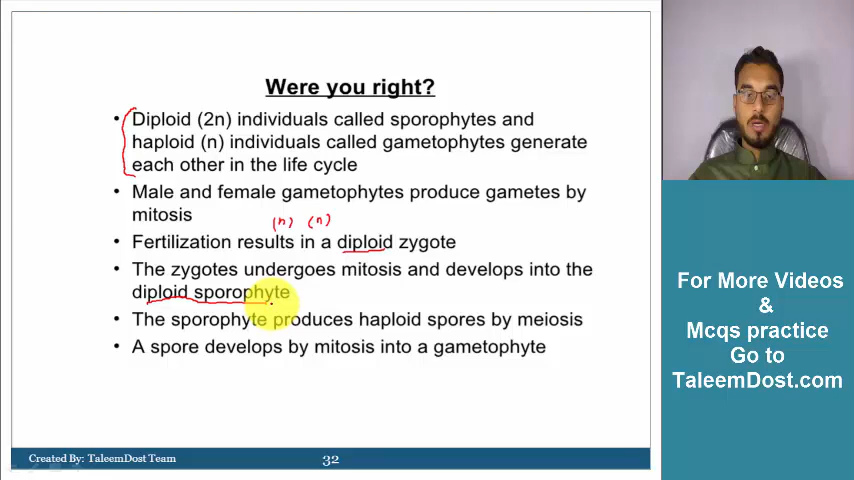 Were you right?
• Diploid (2n) individuals called sporophytes and
haploid (n) individuals called gametophytes generate
each other in the life cycle
• Male and female gametophytes produce gametes by
mitosis
(n) (n)
• Fertilization results in a diploid zygote
• The zygotes undergoes mitosis and develops into the
diploid sporophyte
• The sporophyte produces haploid spores by meiosis
• A spore develops by mitosis into a gametophyte
For More Videos
&
Mcqs practice
Go to
TaleemDost.com
Created By: TaleemDost Team
32